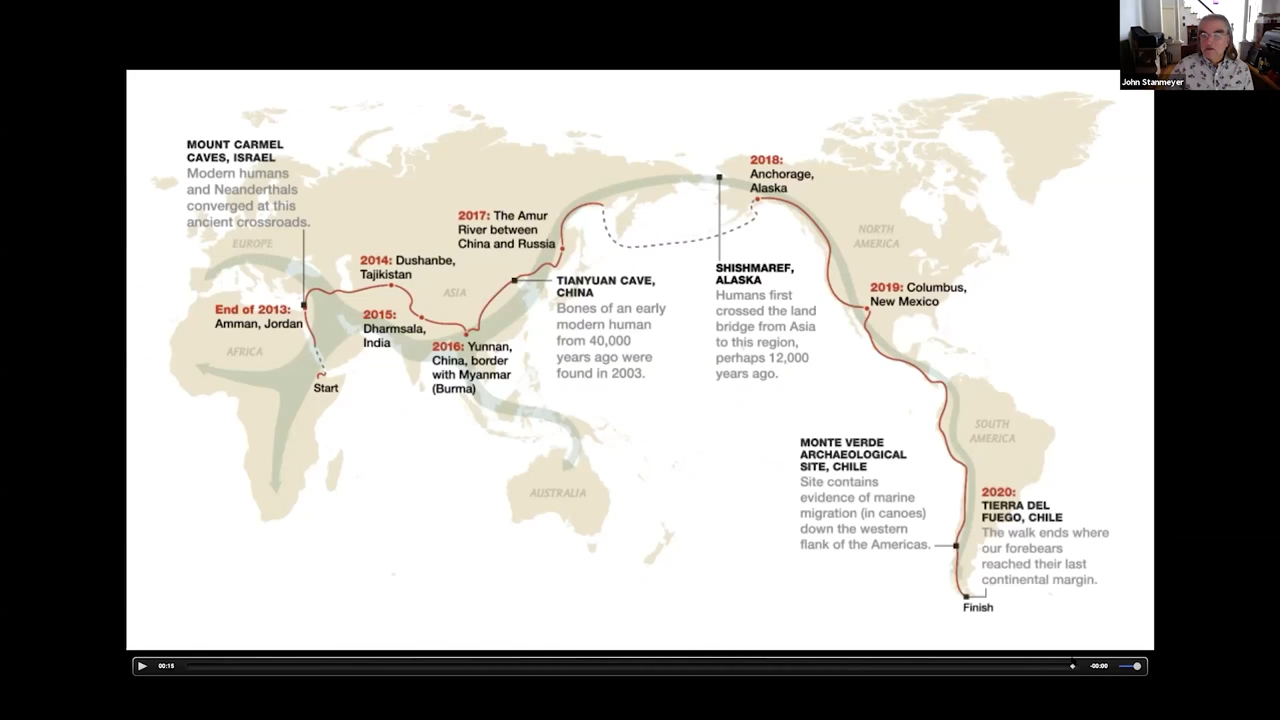 John Stanmeyer
MOUNT CARMEL
CAVES, ISRAEL
Modern humans
and Neanderthals
converged at this
ancient crossroads.
EUROPE
2014: Dushanbe,
Tajikistan
End of 2013:
Amman, Jordan
AFRICA
Start
2015:
Dharmsala,
India
ASIA
2016: Yunnan,
China, border
with Myanmar
(Burma)
2017: The Amur
River between
China and Russia
TIANYUAN CAVE,
CHINA
Bones of an early
modern human
from 40,000
years ago were
found in 2003.
AUSTRALIA
2018:
Anchorage,
Alaska
SHISHMAREF,
ALASKA
Humans first
crossed the land
bridge from Asia
to this region,
perhaps 12,000
years ago.
NORTH
AMERICA
2019: Columbus,
New Mexico
SOUTH
AMERICA
MONTE VERDE
ARCHAEOLOGICAL
SITE, CHILE
Site contains
evidence of marine
migration (in canoes)
down the western
flank of the Americas.
2020:
TIERRA DEL
FUEGO, CHILE
The walk ends where
our forebears
reached their last
continental margin.
Finish
00:15
-00:00